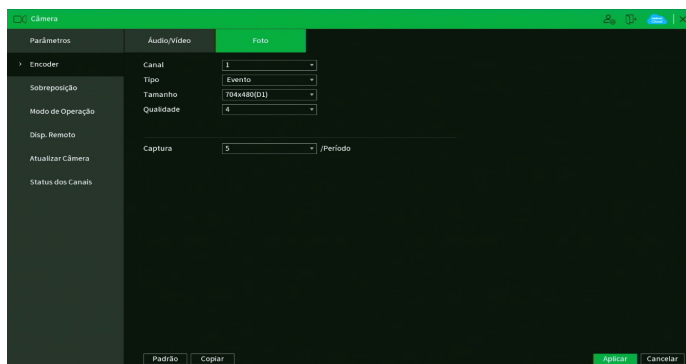 Câmera
Parâmetros
Encoder
Sobreposição
Modo de Operação
Disp. Remoto
Atualizar Câmera
Status dos Canais
Áudio/Vídeo Foto
Canal 1
Tipo Evento
Tamanho 704x480(D1)
Qualidade 4
Captura 5 /Período
Padrão Copiar Aplicar Cancelar